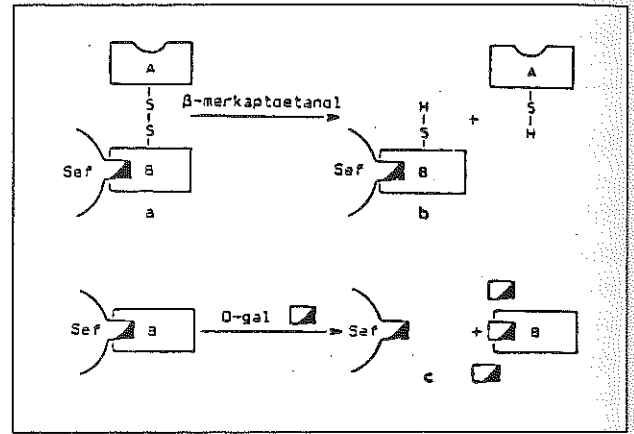 A
A
S
S
β-merkaptoetanol
H
S
+
S
H
Sef
B
Sef
B
a
b
Sef
B
D-gal
Sef
+
B
c